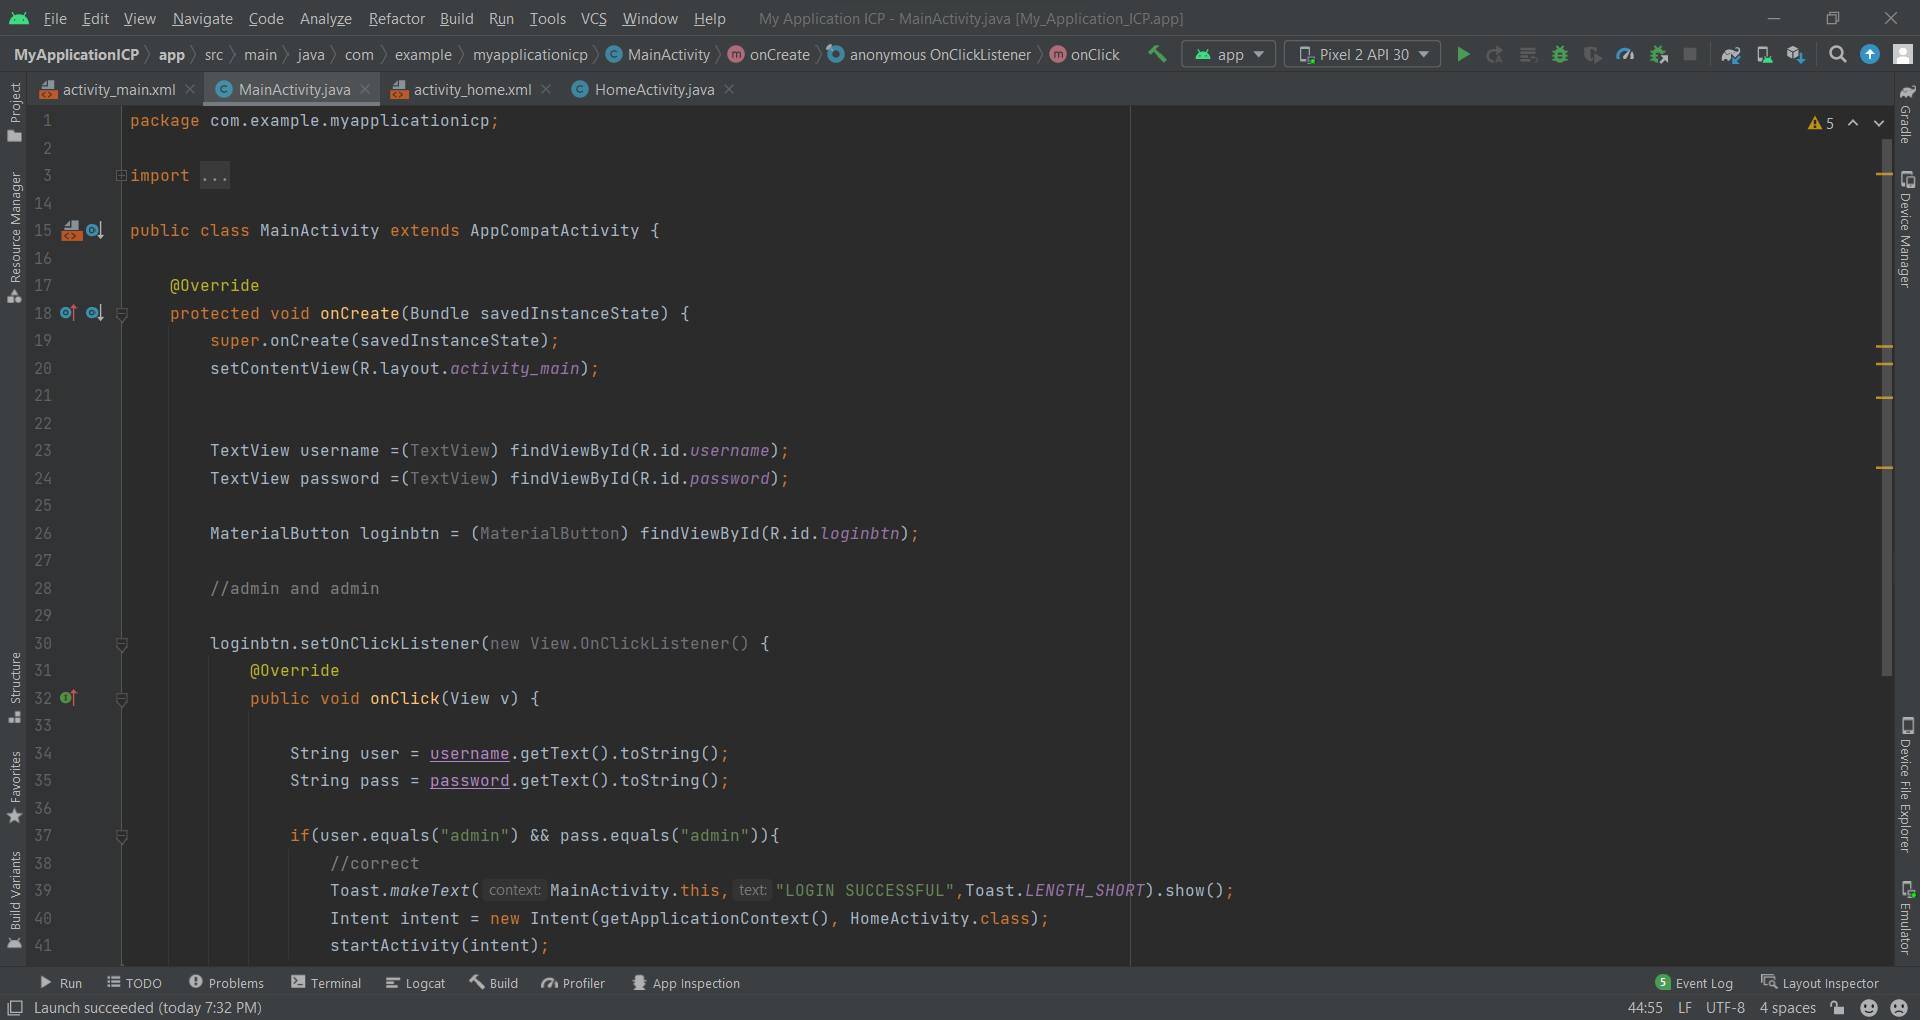 File Edit View Navigate Code Analyze Refactor Build Run Tools VCS Window Help My Application ICP - MainActivity.java [My_Application_ICP.app]
MyApplicationICP app src main java com example myapplicationicp MainActivity onCreate anonymous OnClickListener onClick app Pixel 2 API 30
activity_main.xml MainActivity.java activity_home.xml HomeActivity.java
Project
Resource Manager
Structure
Favorites
Build Variants
1 package com.example.myapplicationicp;
2
3 import ...
14
15 public class MainActivity extends AppCompatActivity {
16
17 @Override
18 protected void onCreate(Bundle savedInstanceState) {
19 super.onCreate(savedInstanceState);
20 setContentView(R.layout.activity_main);
21
22
23 TextView username =(TextView) findViewById(R.id.username);
24 TextView password =(TextView) findViewById(R.id.password);
25
26 MaterialButton loginbtn = (MaterialButton) findViewById(R.id.loginbtn);
27
28 //admin and admin
29
30 loginbtn.setOnClickListener(new View.OnClickListener() {
31 @Override
32 public void onClick(View v) {
33
34 String user = username.getText().toString();
35 String pass = password.getText().toString();
36
37 if(user.equals("admin") && pass.equals("admin")){
38 //correct
39 Toast.makeText( context: MainActivity.this, text: "LOGIN SUCCESSFUL",Toast.LENGTH_SHORT).show();
40 Intent intent = new Intent(getApplicationContext(), HomeActivity.class);
41 startActivity(intent);
5
Gradle
Device Manager
Device File Explorer
Emulator
Run TODO Problems Terminal Logcat Build Profiler App Inspection 5 Event Log Layout Inspector
Launch succeeded (today 7:32 PM) 44:55 LF UTF-8 4 spaces